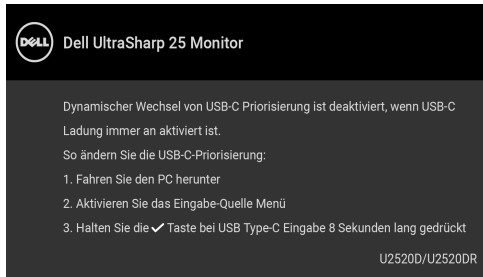 DELL Dell UltraSharp 25 Monitor
Dynamischer Wechsel von USB-C Priorisierung ist deaktiviert, wenn USB-C
Ladung immer an aktiviert ist.
So ändern Sie die USB-C-Priorisierung:
1. Fahren Sie den PC herunter
2. Aktivieren Sie das Eingabe-Quelle Menü
3. Halten Sie die ✓ Taste bei USB Type-C Eingabe 8 Sekunden lang gedrückt
U2520D/U2520DR